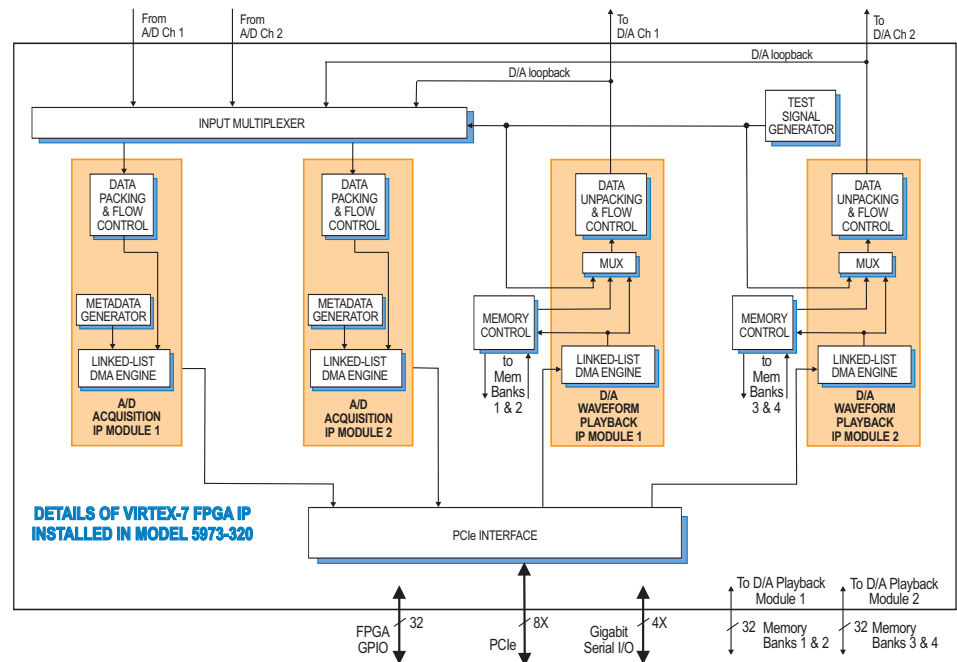 From
A/D Ch 1
From
A/D Ch 2
To
D/A Ch 1
To
D/A Ch 2
D/A loopback
D/A loopback
INPUT MULTIPLEXER
TEST
SIGNAL
GENERATOR
DATA
PACKING
& FLOW
CONTROL
DATA
PACKING
& FLOW
CONTROL
DATA
UNPACKING
& FLOW
CONTROL
DATA
UNPACKING
& FLOW
CONTROL
MUX
MUX
METADATA
GENERATOR
METADATA
GENERATOR
MEMORY
CONTROL
MEMORY
CONTROL
LINKED-LIST
DMA ENGINE
LINKED-LIST
DMA ENGINE
to
Mem
Banks
1 & 2
LINKED-LIST
DMA ENGINE
to
Mem
Banks
3 & 4
LINKED-LIST
DMA ENGINE
A/D
ACQUISITION
IP MODULE 1
A/D
ACQUISITION
IP MODULE 2
D/A
WAVEFORM
PLAYBACK
IP MODULE 1
D/A
WAVEFORM
PLAYBACK
IP MODULE 2
DETAILS OF VIRTEX-7 FPGA IP
INSTALLED IN MODEL 5973-320
PCIe INTERFACE
To D/A Playback
Module 1
To D/A Playback
Module 2
FPGA
GPIO
32
PCIe
8X
Gigabit
Serial I/O
4X
32
Memory
Banks 1 & 2
32
Memory
Banks 3 & 4